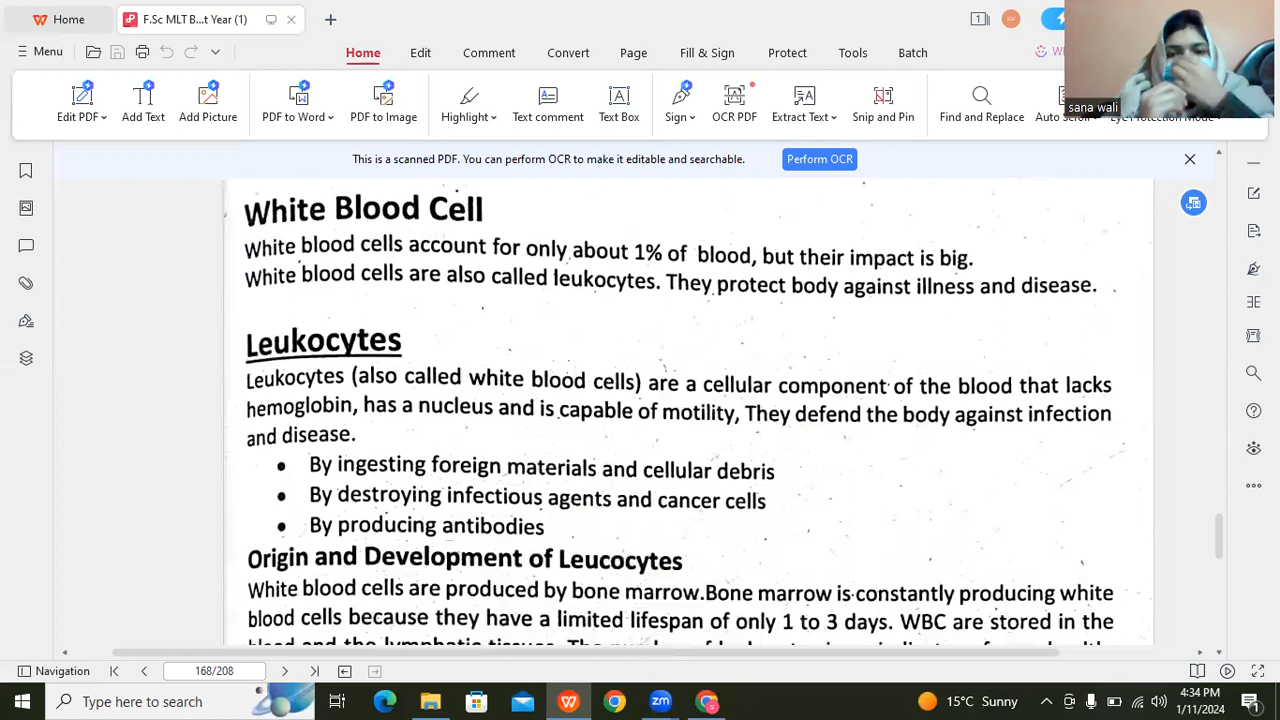 Home
F.Sc MLT B...t Year (1)
Menu
Home
Edit
Comment
Convert
Page
Fill & Sign
Protect
Tools
Batch
Edit PDF
Add Text
Add Picture
PDF to Word
PDF to Image
Highlight
Text comment
Text Box
Sign
OCR PDF
Extract Text
Snip and Pin
Find and Replace
Auto Scroll
Eye Protection Mode
sana wali
This is a scanned PDF. You can perform OCR to make it editable and searchable.
Perform OCR
White Blood Cell
White blood cells account for only about 1% of blood, but their impact is big.
White blood cells are also called leukocytes. They protect body against illness and disease.
Leukocytes
Leukocytes (also called white blood cells) are a cellular component of the blood that lacks
hemoglobin, has a nucleus and is capable of motility, They defend the body against infection
and disease.
• By ingesting foreign materials and cellular debris
• By destroying infectious agents and cancer cells
• By producing antibodies
Origin and Development of Leucocytes
White blood cells are produced by bone marrow.Bone marrow is constantly producing white
blood cells because they have a limited lifespan of only 1 to 3 days. WBC are stored in the
Navigation
168/208
Type here to search
15°C Sunny
4:34 PM
1/11/2024